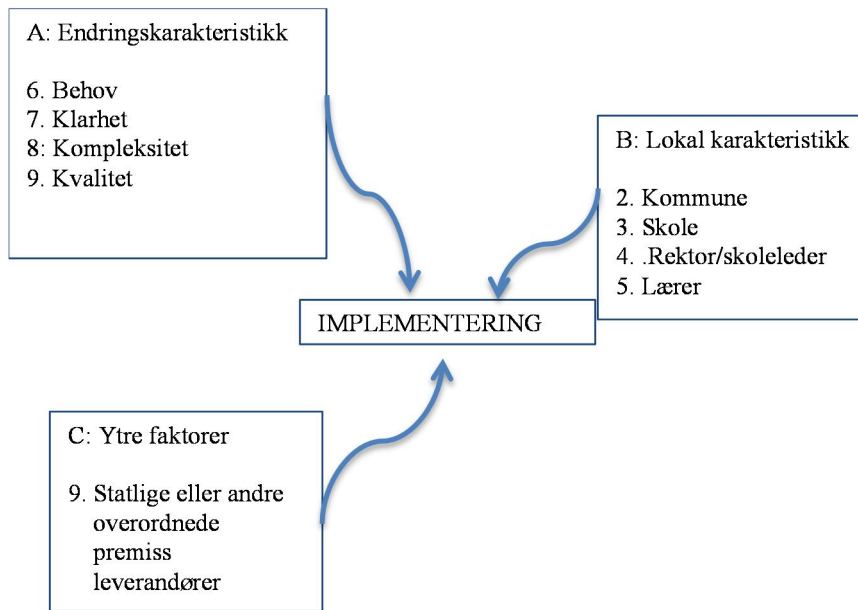 A: Endringskarakteristikk
6. Behov
7. Klarhet
8: Kompleksitet
9. Kvalitet
B: Lokal karakteristikk
2. Kommune
3. Skole
4. .Rektor/skoleleder
5. Lærer
IMPLEMENTERING
C: Ytre faktorer
9. Statlige eller andre
overordnede
premiss
leverandører